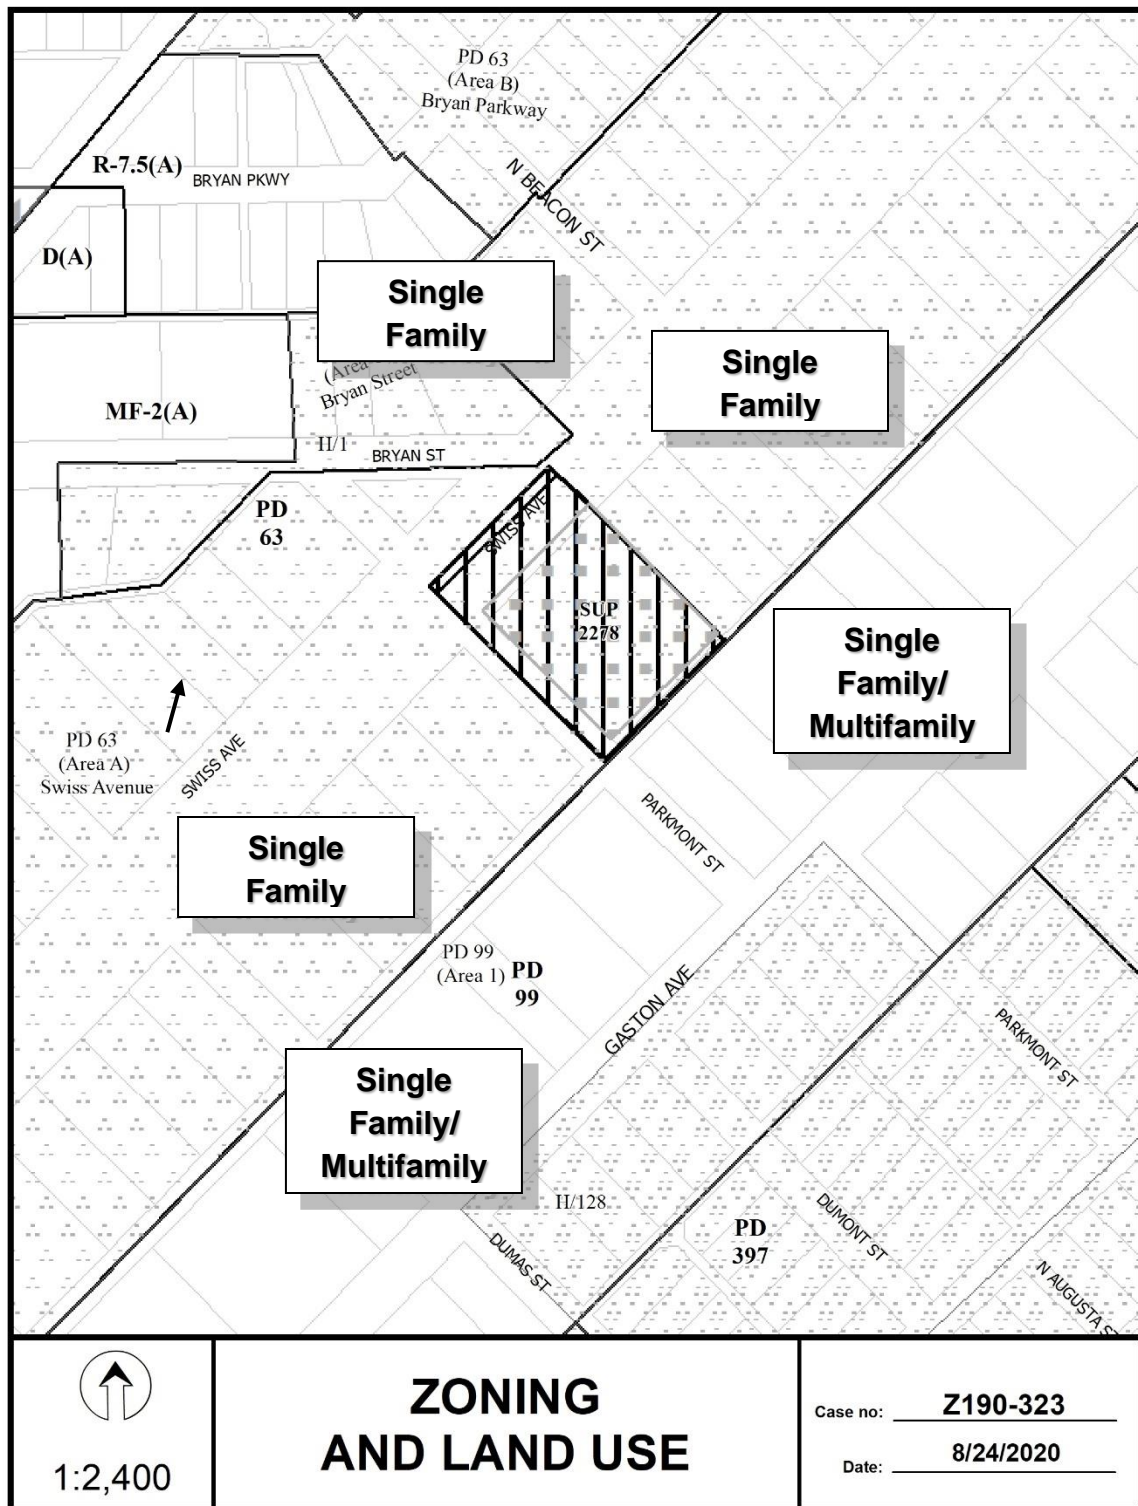 PD 63
(Area B)
Bryan Parkway
R-7.5(A)
BRYAN PKWY
N BEACON ST
D(A)
Single
Family
(Area
Bryan Street
Single
Family
MF-2(A)
H/1
BRYAN ST
PD
63
SWISS AVE
SUP
2278
Single
Family/
Multifamily
PD 63
(Area A)
Swiss Avenue
SWISS AVE
PARKMONT ST
Single
Family
PD 99
(Area 1)
PD
99
GASTON AVE
PARKMONT ST
Single
Family/
Multifamily
H/128
DUMAS ST
PD
397
DUMONT ST
N AUGUSTA ST
1:2,400
ZONING
AND LAND USE
Case no: Z190-323
Date: 8/24/2020